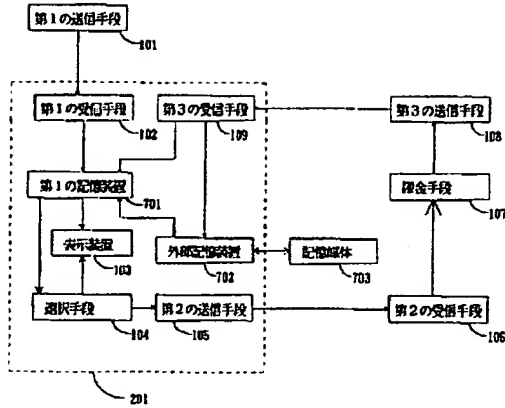 第1の送信手段
101
第1の受信手段
102
第3の受信手段
109
第3の送信手段
108
第1の記憶装置
701
課金手段
107
表示装置
103
外部記憶装置
702
記憶媒体
703
選択手段
104
第2の送信手段
105
第2の受信手段
106
201